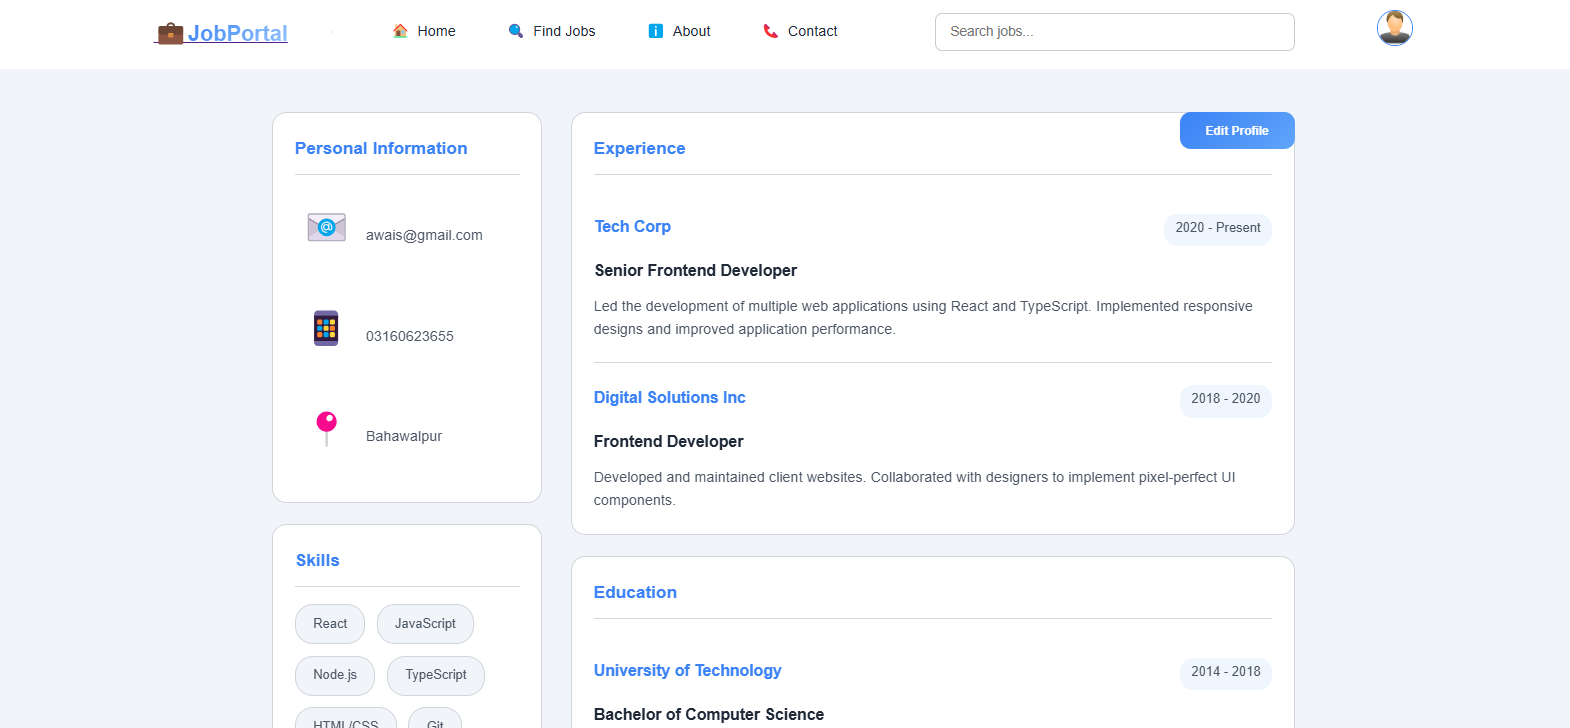 JobPortal
Home
Find Jobs
About
Contact
Search jobs...
Personal Information
awais@gmail.com
03160623655
Bahawalpur
Skills
React
JavaScript
Node.js
TypeScript
HTML/CSS
Git
Edit Profile
Experience
Tech Corp
2020 - Present
Senior Frontend Developer
Led the development of multiple web applications using React and TypeScript. Implemented responsive
designs and improved application performance.
Digital Solutions Inc
2018 - 2020
Frontend Developer
Developed and maintained client websites. Collaborated with designers to implement pixel-perfect UI
components.
Education
University of Technology
2014 - 2018
Bachelor of Computer Science